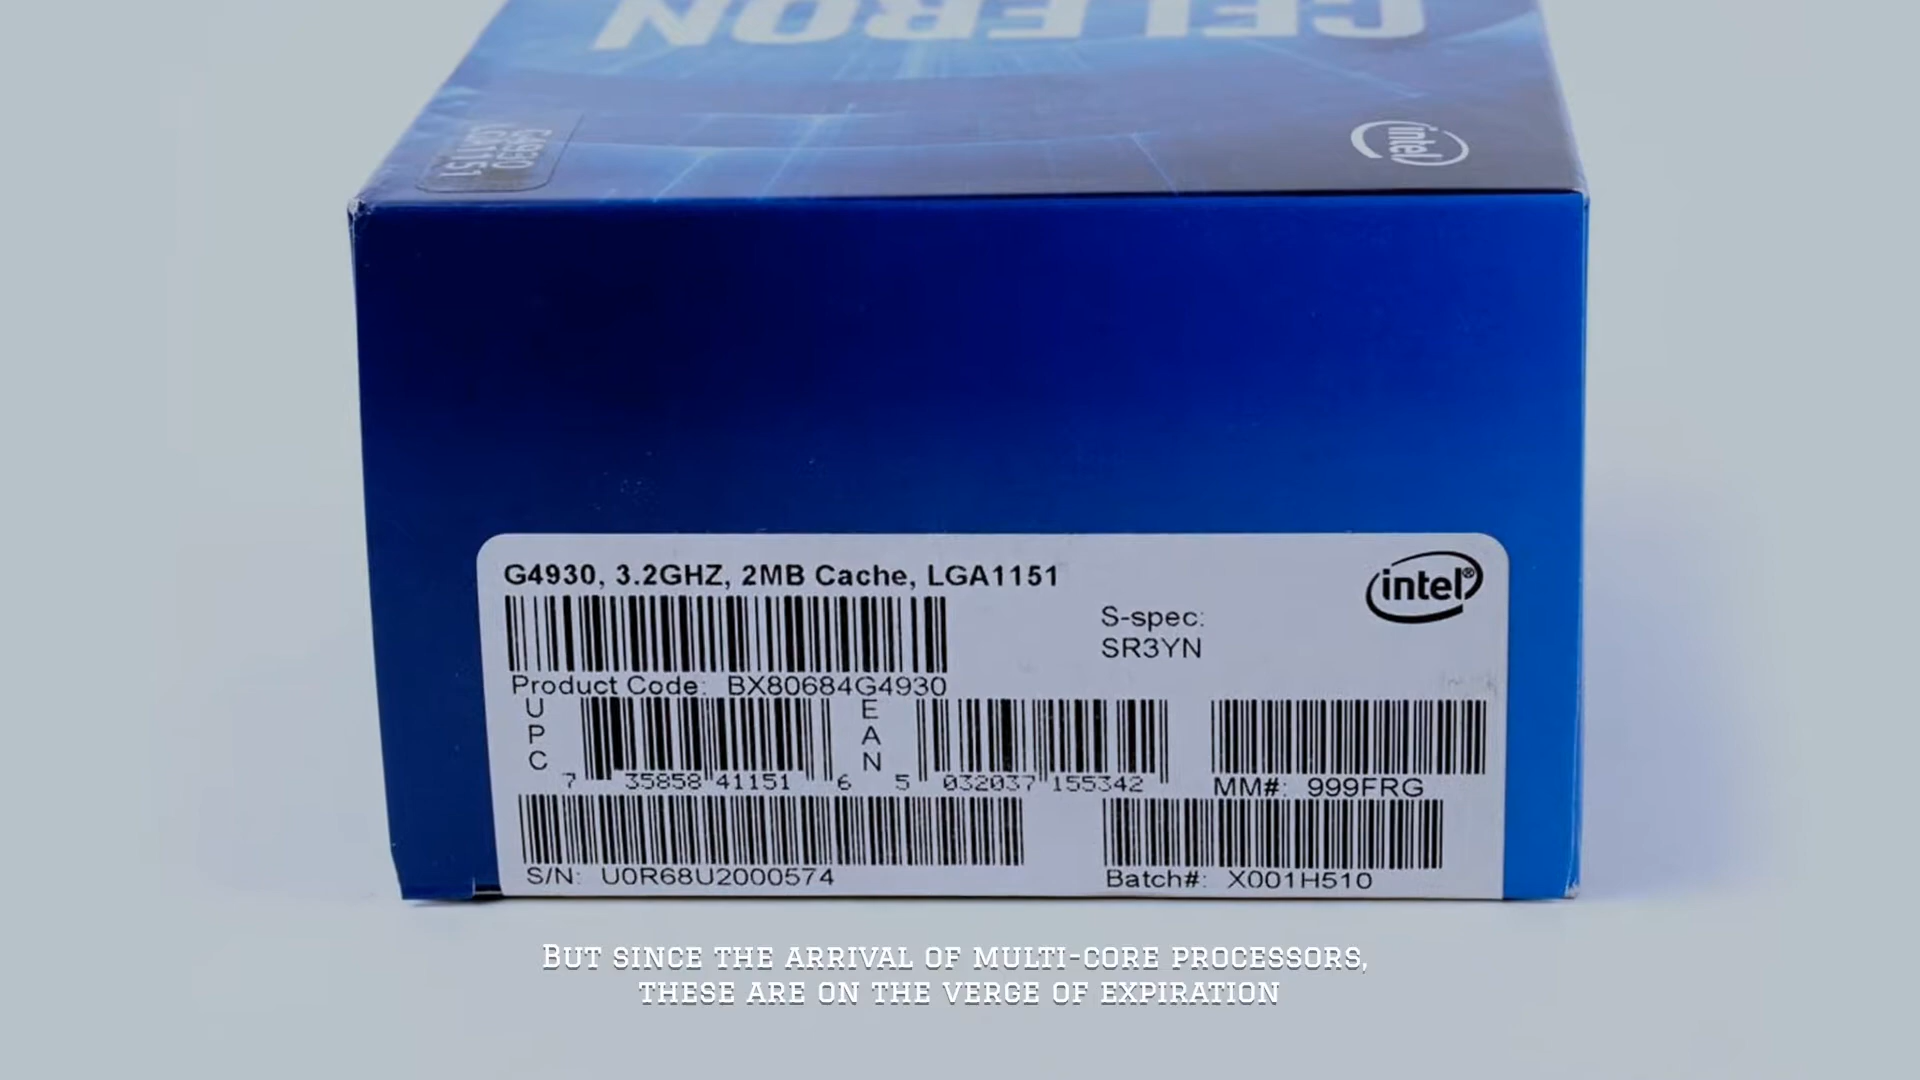 CELERON
G4930
LGA1151
intel
G4930, 3.2GHZ, 2MB Cache, LGA1151
intel®
S-spec:
SR3YN
Product Code: BX80684G4930
UPC
7 35858 41151 6
EAN
5 032037 155342
MM#: 999FRG
S/N: U0R68U2000574
Batch#: X001H510
But since the arrival of multi-core processors,
these are on the verge of expiration